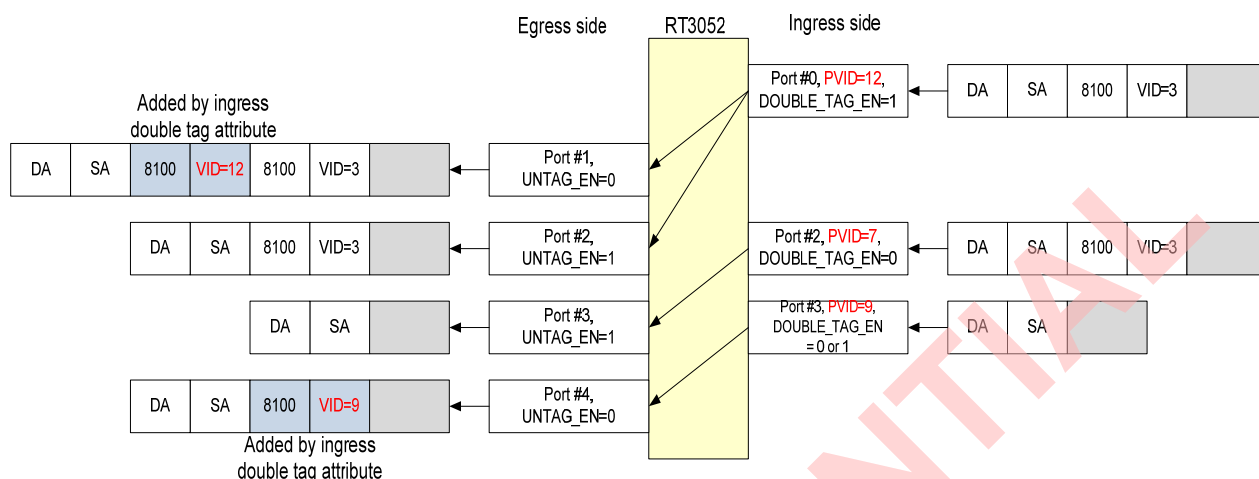 Egress side
RT3052
Ingress side
Port #0, PVID=12,
DOUBLE_TAG_EN=1
DA SA 8100 VID=3
Added by ingress
double tag attribute
DA SA 8100 VID=12 8100 VID=3
Port #1,
UNTAG_EN=0
DA SA 8100 VID=3
Port #2,
UNTAG_EN=1
Port #2, PVID=7,
DOUBLE_TAG_EN=0
DA SA 8100 VID=3
DA SA
Port #3,
UNTAG_EN=1
Port #3, PVID=9,
DOUBLE_TAG_EN
= 0 or 1
DA SA
DA SA 8100 VID=9
Port #4,
UNTAG_EN=0
Added by ingress
double tag attribute
NTIAL